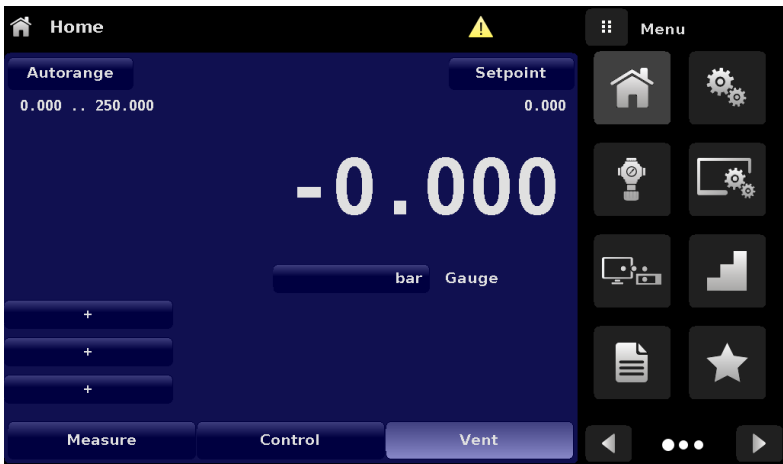 Home
Menu
Autorange
Setpoint
0.000 .. 250.000
0.000
-0.000
bar Gauge
+
+
+
Measure Control Vent